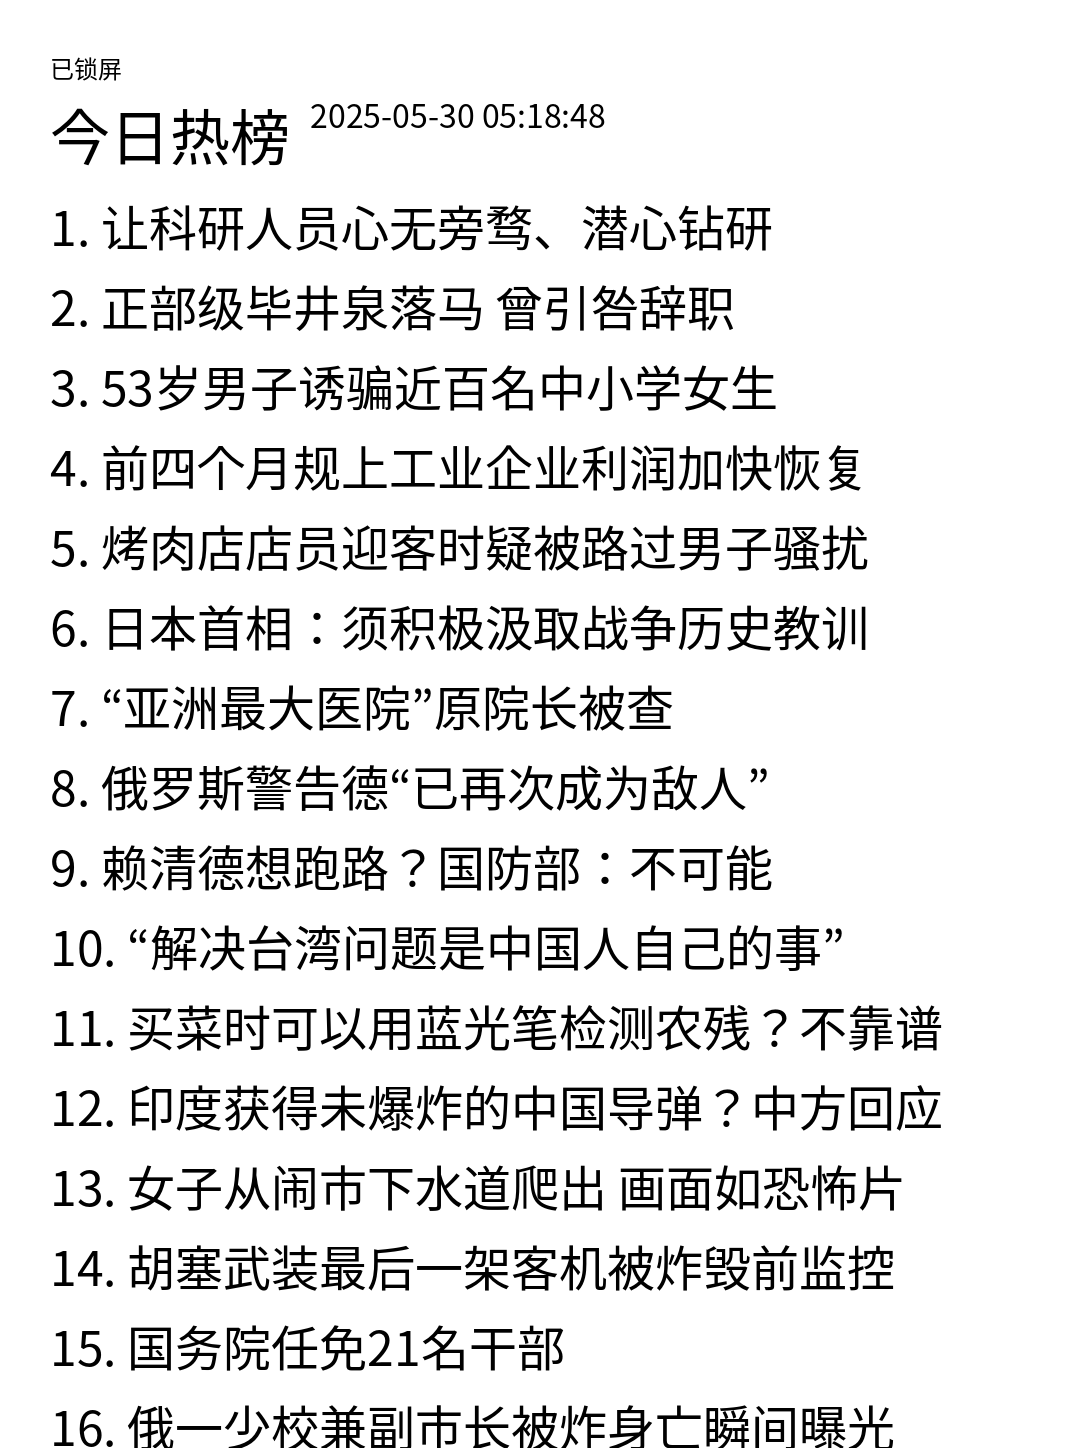 已锁屏
今日热榜 2025-05-30 05:18:48
1. 让科研人员心无旁骛、潜心钻研
2. 正部级毕井泉落马 曾引咎辞职
3. 53岁男子诱骗近百名中小学女生
4. 前四个月规上工业企业利润加快恢复
5. 烤肉店店员迎客时疑被路过男子骚扰
6. 日本首相：须积极汲取战争历史教训
7. “亚洲最大医院”原院长被查
8. 俄罗斯警告德“已再次成为敌人”
9. 赖清德想跑路？国防部：不可能
10. “解决台湾问题是中国人自己的事”
11. 买菜时可以用蓝光笔检测农残？不靠谱
12. 印度获得未爆炸的中国导弹？中方回应
13. 女子从闹市下水道爬出 画面如恐怖片
14. 胡塞武装最后一架客机被炸毁前监控
15. 国务院任免21名干部
16. 俄一少校兼副市长被炸身亡瞬间曝光